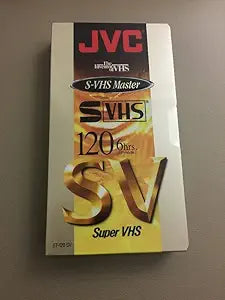 JVC
S-VHS Master
S-VHS
120 6hrs.
SV
Super VHS